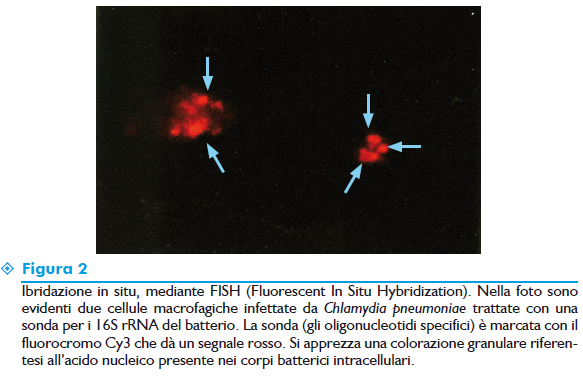 Figura 2
Ibridazione in situ, mediante FISH (Fluorescent In Situ Hybridization). Nella foto sono
evidenti due cellule macrofagiche infettate da Chlamydia pneumoniae trattate con una
sonda per i 16S rRNA del batterio. La sonda (gli oligonucleotidi specifici) è marcata con il
fluorocromo Cy3 che dà un segnale rosso. Si apprezza una colorazione granulare riferen-
tesi all'acido nucleico presente nei corpi batterici intracellulari.